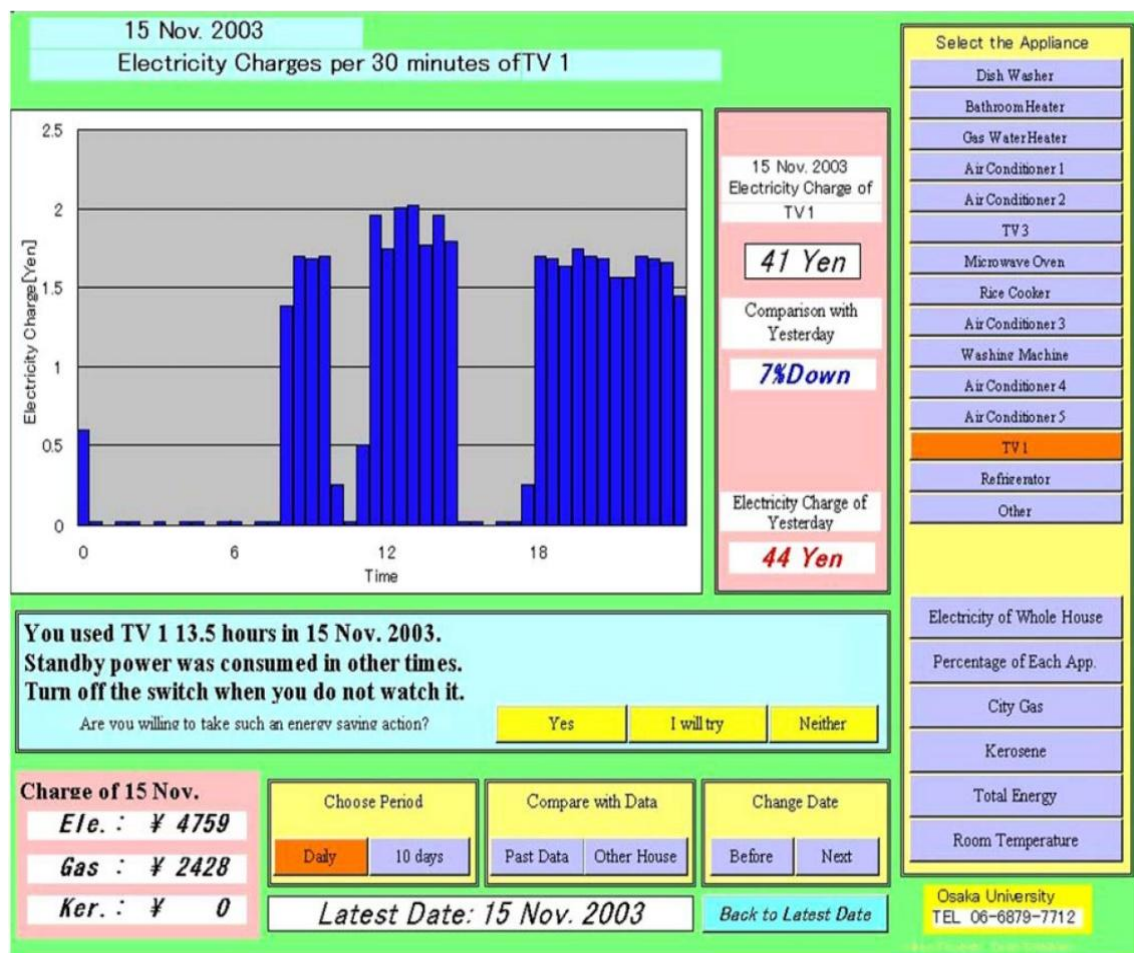 15 Nov. 2003
Electricity Charges per 30 minutes ofTV 1
2.5
2
1.5
1
0.5
0
Electricity Charge[Yen]
0 6 12 18
Time
15 Nov. 2003
Electricity Charge of
TV1
41 Yen
Comparison with
Yesterday
7%Down
Electricity Charge of
Yesterday
44 Yen
Select the Appliance
Dish Washer
Bathroom Heater
Gas Water Heater
Air Conditioner 1
Air Conditioner 2
TV 3
Microwave Oven
Rice Cooker
Air Conditioner 3
Washing Machine
Air Conditioner 4
Air Conditioner 5
TV 1
Refrigerator
Other
Electricity of Whole House
Percentage of Each App.
City Gas
Kerosene
Total Energy
Room Temperature
You used TV 1 13.5 hours in 15 Nov. 2003.
Standby power was consumed in other times.
Turn off the switch when you do not watch it.
Are you willing to take such an energy saving action?
Yes
I will try
Neither
Charge of 15 Nov.
Ele. : ¥ 4759
Gas : ¥ 2428
Ker. : ¥ 0
Choose Period
Daily
10 days
Compare with Data
Past Data
Other House
Change Date
Before
Next
Latest Date: 15 Nov. 2003
Back to Latest Date
Osaka University
TEL 06-6879-7712